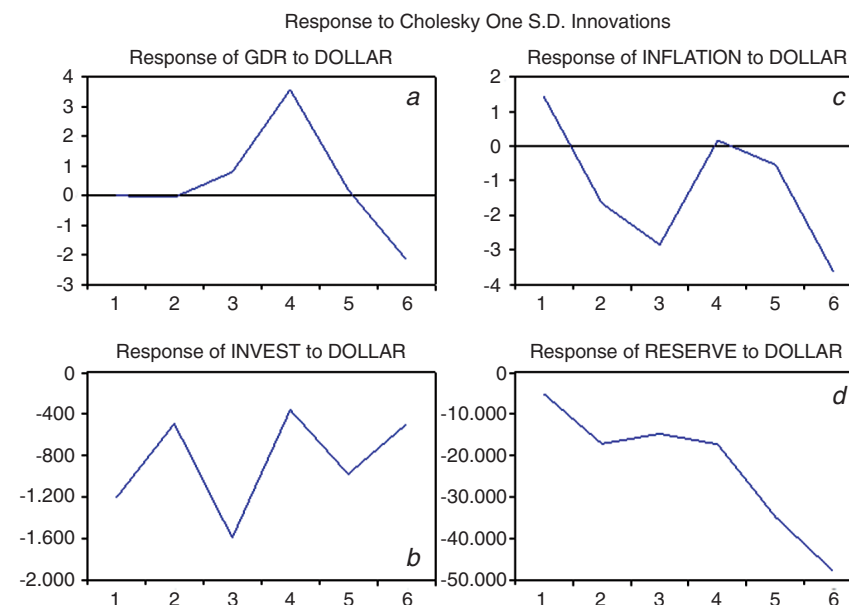 Response to Cholesky One S.D. Innovations
Response of GDR to DOLLAR
4
3
2
1
0
-1
-2
-3
a
1 2 3 4 5 6
Response of INFLATION to DOLLAR
2
1
0
-1
-2
-3
-4
c
1 2 3 4 5 6
Response of INVEST to DOLLAR
0
-400
-800
-1.200
-1.600
-2.000
b
1 2 3 4 5 6
Response of RESERVE to DOLLAR
0
-10.000
-20.000
-30.000
-40.000
-50.000
d
1 2 3 4 5 6